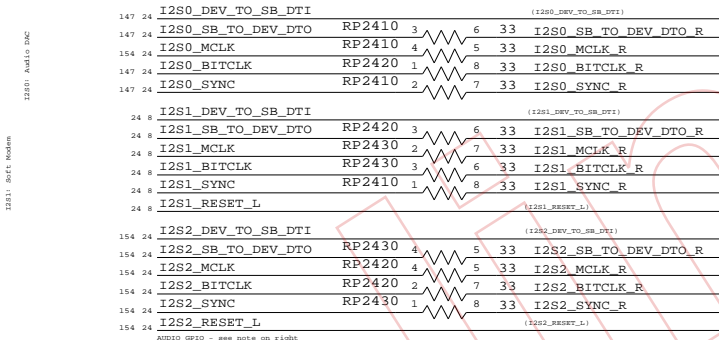 I2S0: Audio DAC
147 24 I2S0_DEV_TO_SB_DTI (I2S0_DEV_TO_SB_DTI)
147 24 I2S0_SB_TO_DEV_DTO RP2410 3 6 33 I2S0_SB_TO_DEV_DTO_R
154 24 I2S0_MCLK RP2410 4 5 33 I2S0_MCLK_R
147 24 I2S0_BITCLK RP2420 1 8 33 I2S0_BITCLK_R
147 24 I2S0_SYNC RP2410 2 7 33 I2S0_SYNC_R
I2S1: Soft Modem
24 8 I2S1_DEV_TO_SB_DTI (I2S1_DEV_TO_SB_DTI)
24 8 I2S1_SB_TO_DEV_DTO RP2420 3 6 33 I2S1_SB_TO_DEV_DTO_R
24 8 I2S1_MCLK RP2430 2 7 33 I2S1_MCLK_R
24 8 I2S1_BITCLK RP2430 3 6 33 I2S1_BITCLK_R
24 8 I2S1_SYNC RP2410 1 8 33 I2S1_SYNC_R
24 8 I2S1_RESET_L (I2S1_RESET_L)
154 24 I2S2_DEV_TO_SB_DTI (I2S2_DEV_TO_SB_DTI)
154 24 I2S2_SB_TO_DEV_DTO RP2430 4 5 33 I2S2_SB_TO_DEV_DTO_R
154 24 I2S2_MCLK RP2420 4 5 33 I2S2_MCLK_R
154 24 I2S2_BITCLK RP2420 2 7 33 I2S2_BITCLK_R
154 24 I2S2_SYNC RP2430 1 8 33 I2S2_SYNC_R
154 24 I2S2_RESET_L (I2S2_RESET_L)
AUDIO GPIO - see note on right